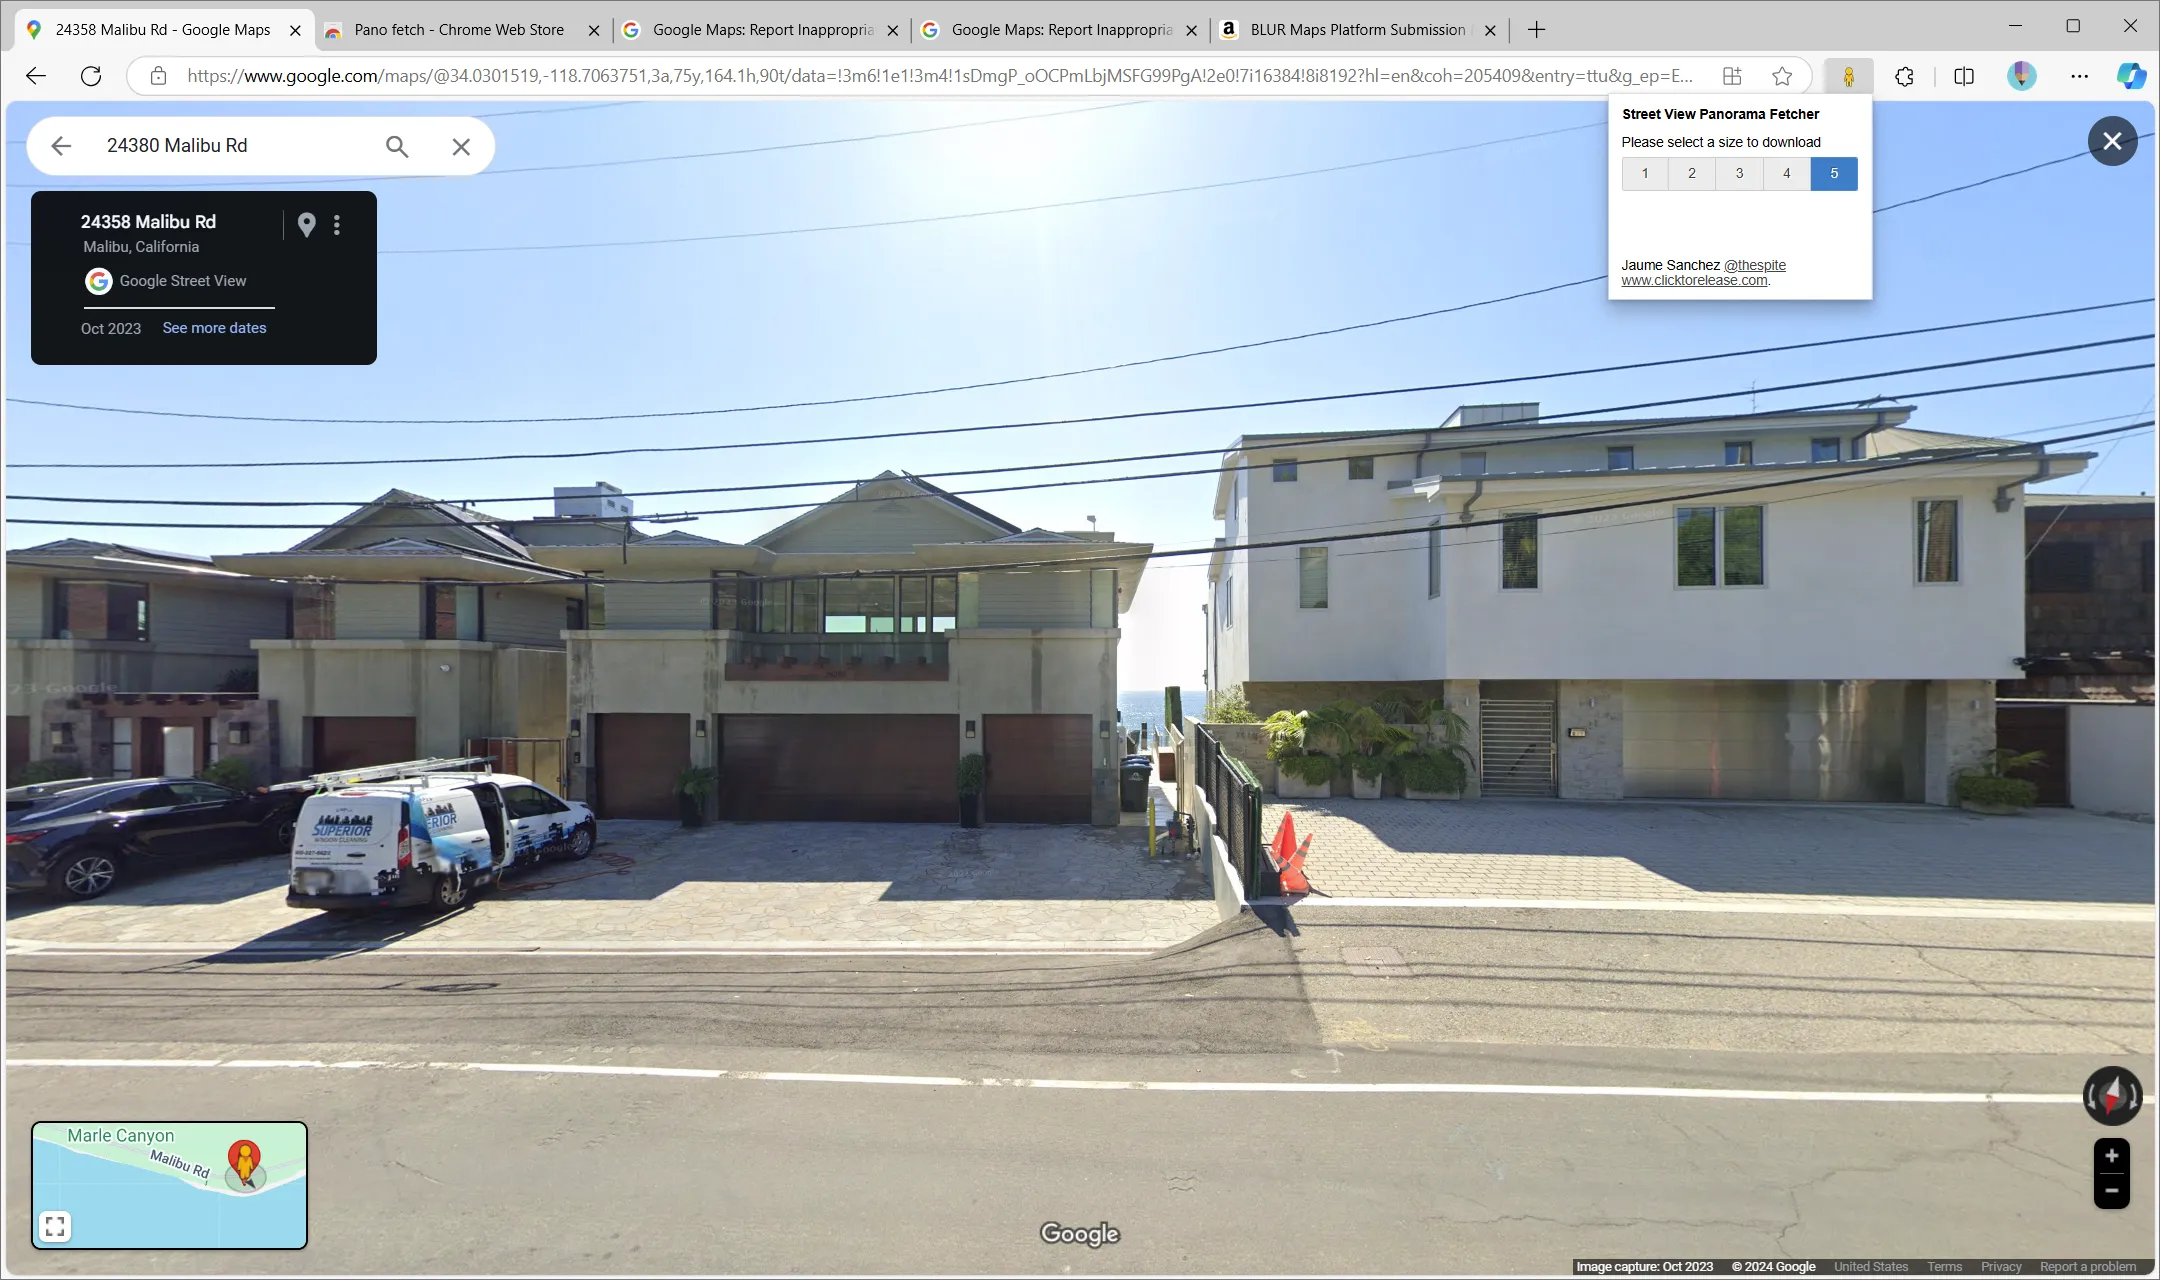 24358 Malibu Rd - Google Maps
Pano fetch - Chrome Web Store
Google Maps: Report Inappropria
Google Maps: Report Inappropria
BLUR Maps Platform Submission
https://www.google.com/maps/@34.0301519,-118.7063751,3a,75y,164.1h,90t/data=!3m6!1e1!3m4!1sDmgP_oOCPmLbjMSFG99PgA!2e0!7i16384!8i8192?hl=en&coh=205409&entry=ttu&g_ep=E...
24380 Malibu Rd
Street View Panorama Fetcher
Please select a size to download
1 2 3 4 5
Jaume Sanchez @thespite
www.clicktorelease.com.
24358 Malibu Rd
Malibu, California
Google Street View
Oct 2023 See more dates
SUPERIOR
WINDOW CLEANING
Marle Canyon
Malibu Rd
Google
Image capture: Oct 2023 © 2024 Google United States Terms Privacy Report a problem